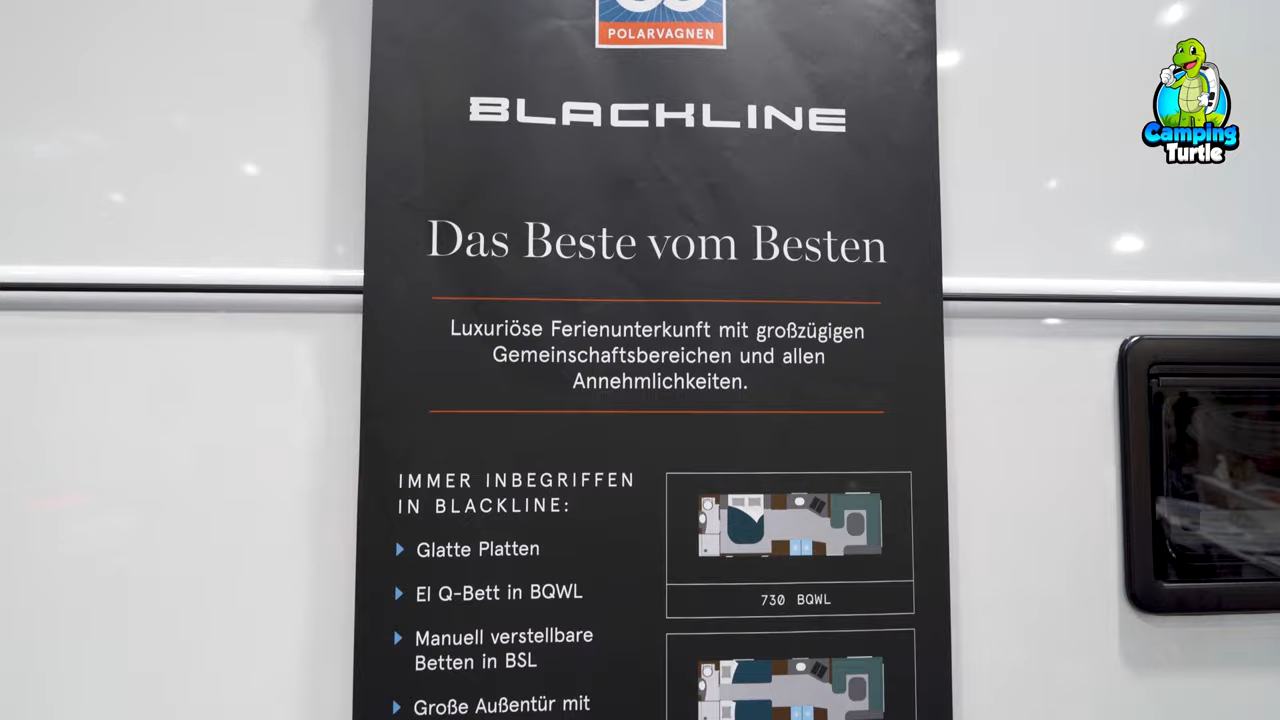 POLARVAGNEN
BLACKLINE
Das Beste vom Besten
Luxuriöse Ferienunterkunft mit großzügigen
Gemeinschaftsbereichen und allen
Annehmlichkeiten.
IMMER INBEGRIFFEN
IN BLACKLINE:
Glatte Platten
El Q-Bett in BQWL
Manuell verstellbare
Betten in BSL
Große Außentür mit
730 BQWL
Camping
Turtle